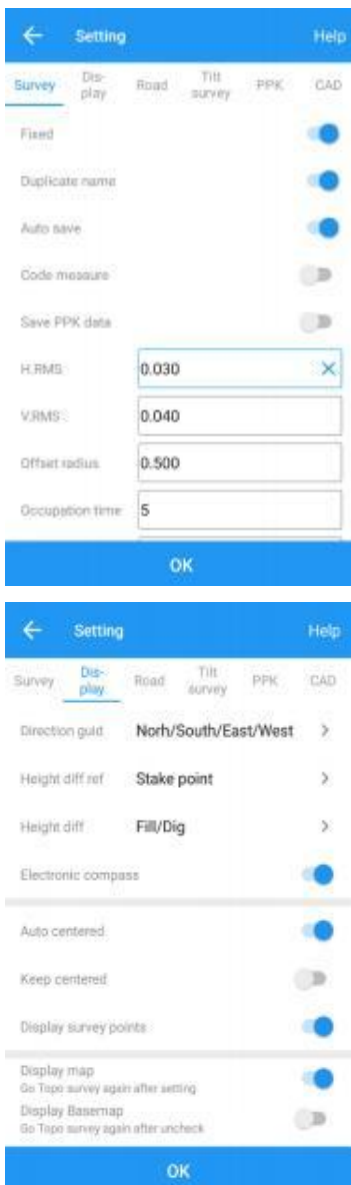 Setting Help
Survey Dis-play Road Tilt survey PPK CAD
Fixed
Duplicate name
Auto save
Code measure
Save PPK data
H.RMS: 0.030
V.RMS: 0.040
Offset radius 0.500
Occupation time 5
OK
Setting Help
Survey Dis-play Road Tilt survey PPK CAD
Direction guid Norh/South/East/West
Height diff ref Stake point
Height diff Fill/Dig
Electronic compass
Auto centered
Keep centered
Display survey points
Display map
Go Topo survey again after setting
Display Basemap
Go Topo survey again after uncheck
OK